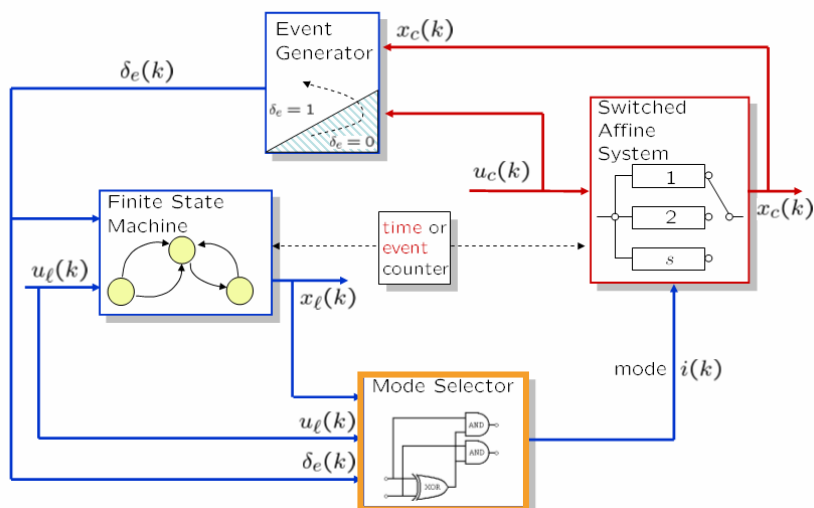 Event
Generator
x_c(k)
δ_e(k)
δ_e = 1
δ_e = 0
Switched
Affine
System
1
2
s
u_c(k)
x_c(k)
Finite State
Machine
time or
event
counter
u_ℓ(k)
x_ℓ(k)
mode i(k)
Mode Selector
AND
AND
XOR
u_ℓ(k)
δ_e(k)